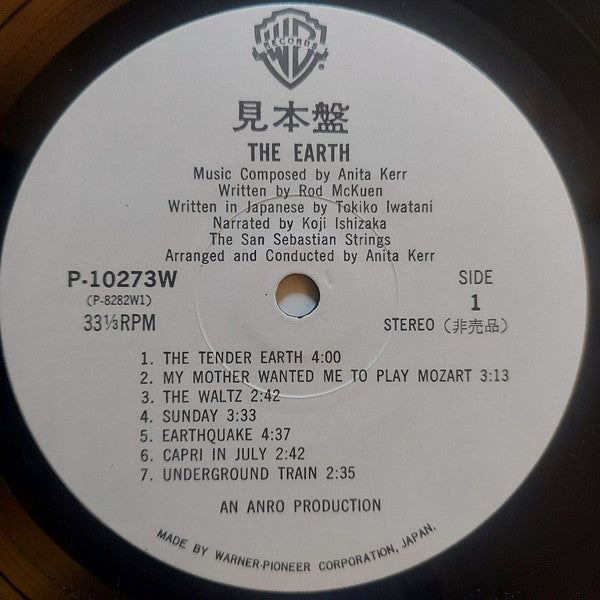 WB
RECORDS
®
見本盤
THE EARTH
Music Composed by Anita Kerr
Written by Rod McKuen
Written in Japanese by Tokiko Iwatani
Narrated by Koji Ishizaka
The San Sebastian Strings
Arranged and Conducted by Anita Kerr
P-10273W
(P-8282W1)
33⅓RPM
SIDE
1
STEREO (非売品)
1. THE TENDER EARTH 4:00
2. MY MOTHER WANTED ME TO PLAY MOZART 3:13
3. THE WALTZ 2:42
4. SUNDAY 3:33
5. EARTHQUAKE 4:37
6. CAPRI IN JULY 2:42
7. UNDERGROUND TRAIN 2:35
AN ANRO PRODUCTION
MADE BY WARNER-PIONEER CORPORATION, JAPAN.